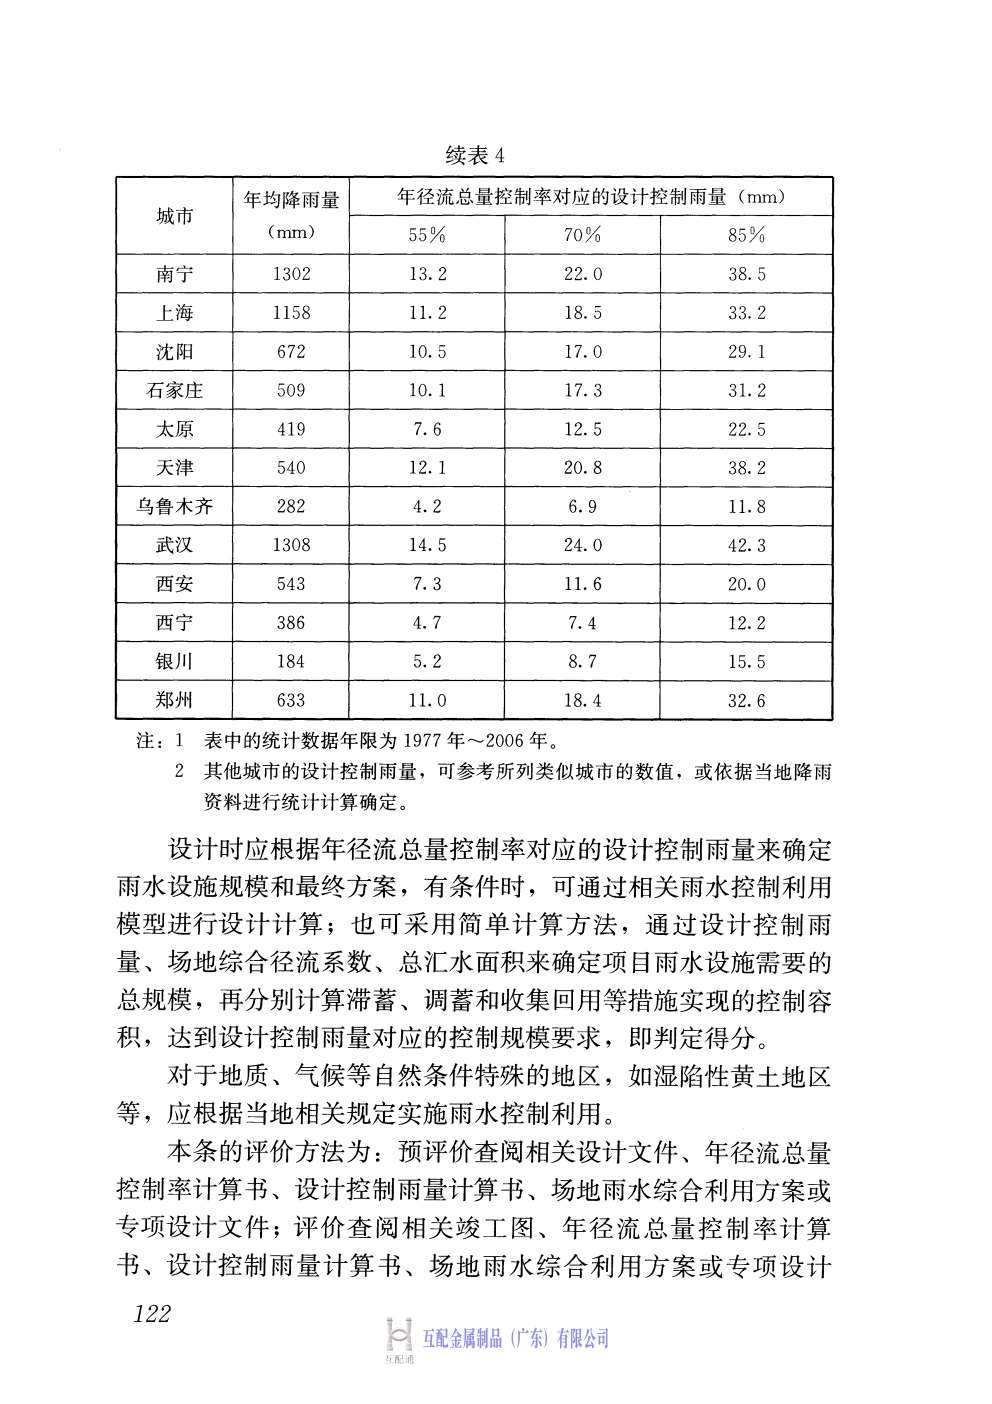 续表 4
城市 年均降雨量 (mm) 年径流总量控制率对应的设计控制雨量（mm）
55% 70% 85%
南宁 1302 13.2 22.0 38.5
上海 1158 11.2 18.5 33.2
沈阳 672 10.5 17.0 29.1
石家庄 509 10.1 17.3 31.2
太原 419 7.6 12.5 22.5
天津 540 12.1 20.8 38.2
乌鲁木齐 282 4.2 6.9 11.8
武汉 1308 14.5 24.0 42.3
西安 543 7.3 11.6 20.0
西宁 386 4.7 7.4 12.2
银川 184 5.2 8.7 15.5
郑州 633 11.0 18.4 32.6
注：1 表中的统计数据年限为 1977 年～2006 年。
2 其他城市的设计控制雨量，可参考所列类似城市的数值，或依据当地降雨
资料进行统计计算确定。
设计时应根据年径流总量控制率对应的设计控制雨量来确定
雨水设施规模和最终方案，有条件时，可通过相关雨水控制利用
模型进行设计计算；也可采用简单计算方法，通过设计控制雨
量、场地综合径流系数、总汇水面积来确定项目雨水设施需要的
总规模，再分别计算滞蓄、调蓄和收集回用等措施实现的控制容
积，达到设计控制雨量对应的控制规模要求，即判定得分。
对于地质、气候等自然条件特殊的地区，如湿陷性黄土地区
等，应根据当地相关规定实施雨水控制利用。
本条的评价方法为：预评价查阅相关设计文件、年径流总量
控制率计算书、设计控制雨量计算书、场地雨水综合利用方案或
专项设计文件；评价查阅相关竣工图、年径流总量控制率计算
书、设计控制雨量计算书、场地雨水综合利用方案或专项设计
122
互配金属制品（广东）有限公司
互配通